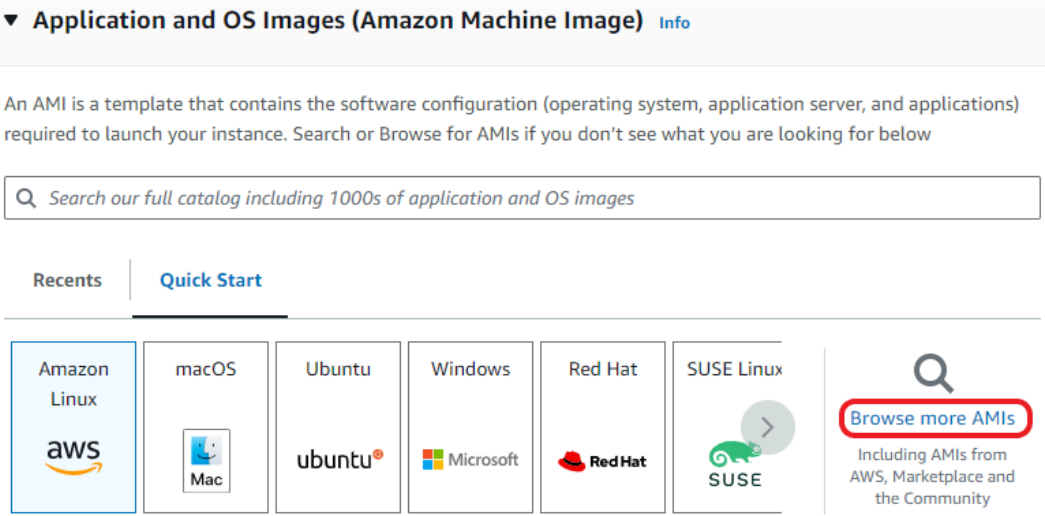 Application and OS Images (Amazon Machine Image) Info
An AMI is a template that contains the software configuration (operating system, application server, and applications)
required to launch your instance. Search or Browse for AMIs if you don't see what you are looking for below
Search our full catalog including 1000s of application and OS images
Recents
Quick Start
Amazon
Linux
aws
macOS
Mac
Ubuntu
ubuntu
Windows
Microsoft
Red Hat
Red Hat
SUSE Linux
SUSE
Browse more AMIs
Including AMIs from
AWS, Marketplace and
the Community